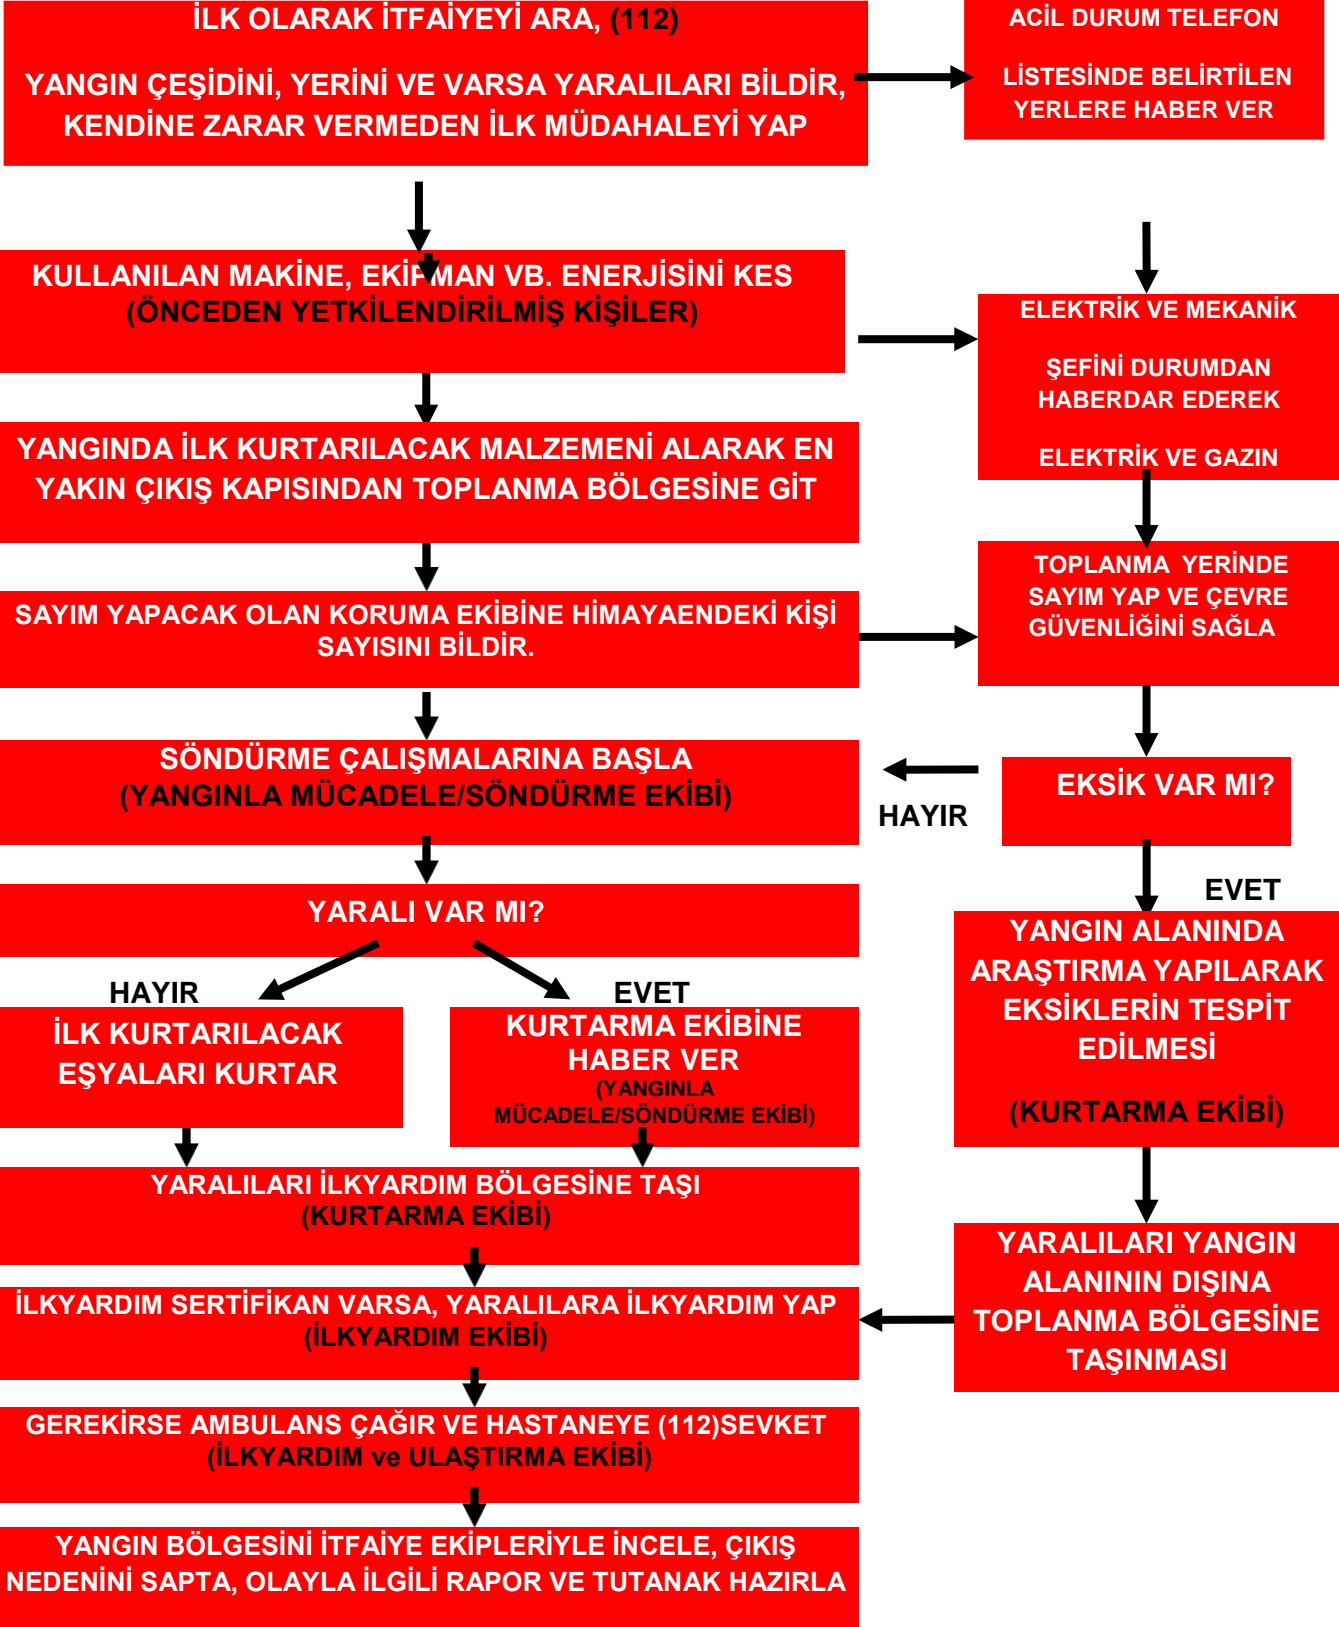 İLK OLARAK İTFAİYEYİ ARA, (112)
YANGIN ÇEŞİDİNİ, YERİNİ VE VARSA YARALILARI BİLDİR,
KENDİNE ZARAR VERMEDEN İLK MÜDAHALEYİ YAP
ACİL DURUM TELEFON
LİSTESİNDE BELİRTİLEN
YERLERE HABER VER
KULLANILAN MAKİNE, EKİPMAN VB. ENERJİSİNİ KES
(ÖNCEDEN YETKİLENDİRİLMİŞ KİŞİLER)
ELEKTRİK VE MEKANİK
ŞEFİNİ DURUMDAN
HABERDAR EDEREK
ELEKTRİK VE GAZIN
YANGINDA İLK KURTARILACAK MALZEMENİ ALARAK EN
YAKIN ÇIKIŞ KAPISINDAN TOPLANMA BÖLGESİNE GİT
TOPLANMA YERİNDE
SAYIM YAP VE ÇEVRE
GÜVENLİĞİNİ SAĞLA
SAYIM YAPACAK OLAN KORUMA EKİBİNE HİMAYAENDEKİ KİŞİ
SAYISINI BİLDİR.
SÖNDÜRME ÇALIŞMALARINA BAŞLA
(YANGINLA MÜCADELE/SÖNDÜRME EKİBİ)
EKSİK VAR MI?
HAYIR
EVET
YARALI VAR MI?
YANGIN ALANINDA
ARAŞTIRMA YAPILARAK
EKSİKLERİN TESPİT
EDİLMESİ
(KURTARMA EKİBİ)
HAYIR
EVET
İLK KURTARILACAK
EŞYALARI KURTAR
KURTARMA EKİBİNE
HABER VER
(YANGINLA
MÜCADELE/SÖNDÜRME EKİBİ)
YARALILARI İLKYARDIM BÖLGESİNE TAŞI
(KURTARMA EKİBİ)
YARALILARI YANGIN
ALANININ DIŞINA
TOPLANMA BÖLGESİNE
TAŞINMASI
İLKYARDIM SERTİFİKAN VARSA, YARALILARA İLKYARDIM YAP
(İLKYARDIM EKİBİ)
GEREKİRSE AMBULANS ÇAĞIR VE HASTANEYE (112)SEVKET
(İLKYARDIM ve ULAŞTIRMA EKİBİ)
YANGIN BÖLGESİNİ İTFAİYE EKİPLERİYLE İNCELE, ÇIKIŞ
NEDENİNİ SAPTA, OLAYLA İLGİLİ RAPOR VE TUTANAK HAZIRLA